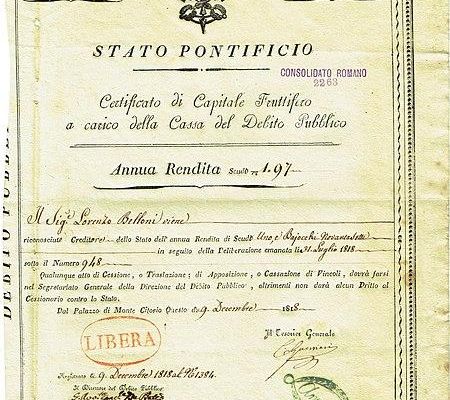 STATO PONTIFICIO
CONSOLIDATO ROMANO
2263
Certificato di Capitale Fruttifero
a carico della Cassa del Debito Pubblico
Annua Rendita Scudi 1.97
Il Sig.r Lorenzo Belloni viene
riconosciuto Creditore dello Stato dell'annua Rendita di Scudi Uno, e Bajocchi Novantasette
in seguito della Deliberazione emanata li 31 Luglio 1818
sotto il Numero 948
Qualunque atto di Cessione, o Traslazione; di Apposizione, o Cassazione di Vincoli, dovrà farsi
nel Segretariato Generale della Direzione del Debito Pubblico, altrimenti non darà alcun Dritto al
Cessionario contro lo Stato.
Dal Palazzo di Monte Citorio Questo dì 9 Decembre 1818
Il Tesorier Generale
LIBERA
Registrato li 9 Decembre 1818 al N. 1584.
Il Direttore del Debito Pubblico
DEBITO PUBBLI